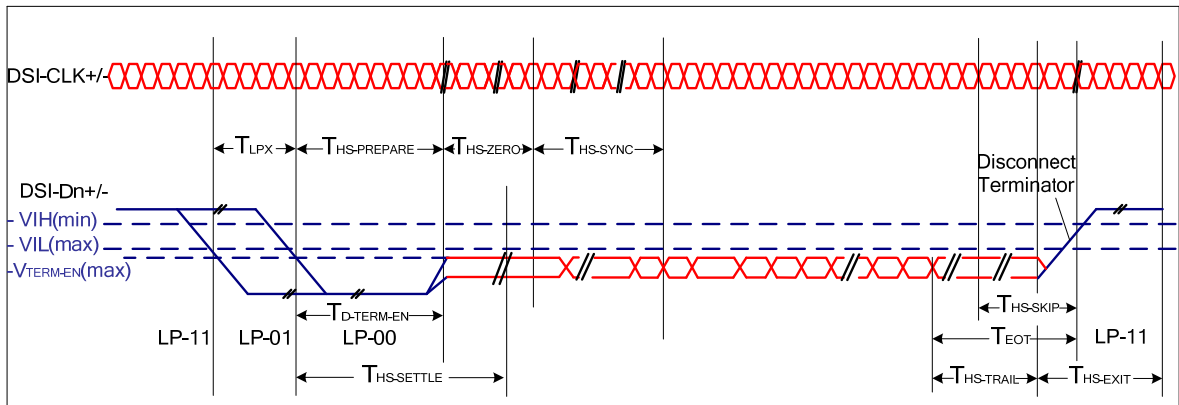 DSI-CLK+/-
TLPX
THS-PREPARE
THS-ZERO
THS-SYNC
Disconnect
Terminator
DSI-Dn+/-
- VIH(min)
- VIL(max)
-VTERM-EN(max)
THS-SKIP
TD-TERM-EN
LP-11
LP-01
LP-00
TEOT
LP-11
THS-SETTLE
THS-TRAIL
THS-EXIT